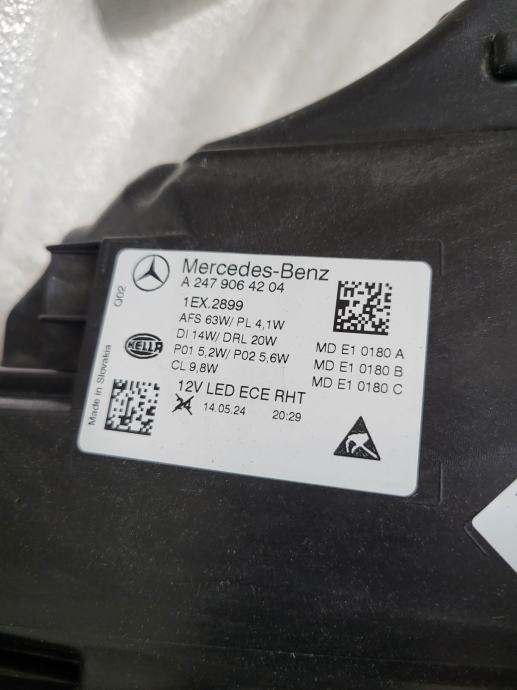 Mercedes-Benz
A 247 906 42 04
1EX.2899
AFS 63W/ PL 4,1W
DI 14W/ DRL 20W
P01 5,2W/ P02 5,6W
CL 9,8W
12V LED ECE RHT
24 14.05.24 20:29
MD E1 0180 A
MD E1 0180 B
MD E1 0180 C
HELLA
Made in Slovakia
Q02